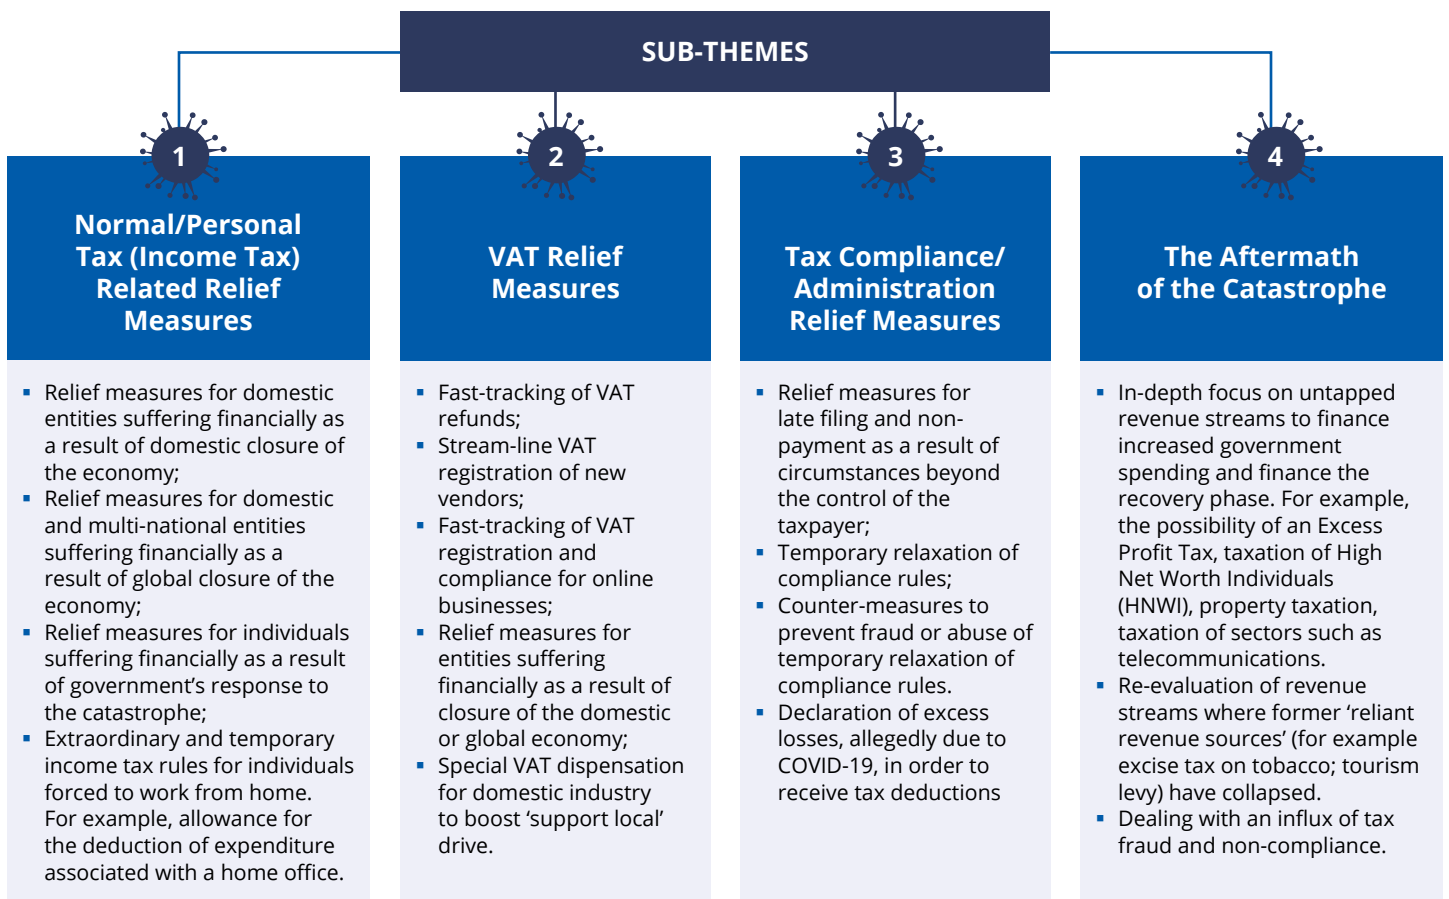 SUB-THEMES
1
Normal/Personal
Tax (Income Tax)
Related Relief
Measures
▪ Relief measures for domestic
entities suffering financially as
a result of domestic closure of
the economy;
▪ Relief measures for domestic
and multi-national entities
suffering financially as a
result of global closure of the
economy;
▪ Relief measures for individuals
suffering financially as a result
of government’s response to
the catastrophe;
▪ Extraordinary and temporary
income tax rules for individuals
forced to work from home.
For example, allowance for
the deduction of expenditure
associated with a home office.
2
VAT Relief
Measures
▪ Fast-tracking of VAT
refunds;
▪ Stream-line VAT
registration of new
vendors;
▪ Fast-tracking of VAT
registration and
compliance for online
businesses;
▪ Relief measures for
entities suffering
financially as a result of
closure of the domestic
or global economy;
▪ Special VAT dispensation
for domestic industry
to boost ‘support local’
drive.
3
Tax Compliance/
Administration
Relief Measures
▪ Relief measures for
late filing and non-
payment as a result of
circumstances beyond
the control of the
taxpayer;
▪ Temporary relaxation of
compliance rules;
▪ Counter-measures to
prevent fraud or abuse of
temporary relaxation of
compliance rules.
▪ Declaration of excess
losses, allegedly due to
COVID-19, in order to
receive tax deductions
4
The Aftermath
of the Catastrophe
▪ In-depth focus on untapped
revenue streams to finance
increased government
spending and finance the
recovery phase. For example,
the possibility of an Excess
Profit Tax, taxation of High
Net Worth Individuals
(HNWI), property taxation,
taxation of sectors such as
telecommunications.
▪ Re-evaluation of revenue
streams where former ‘reliant
revenue sources’ (for example
excise tax on tobacco; tourism
levy) have collapsed.
▪ Dealing with an influx of tax
fraud and non-compliance.